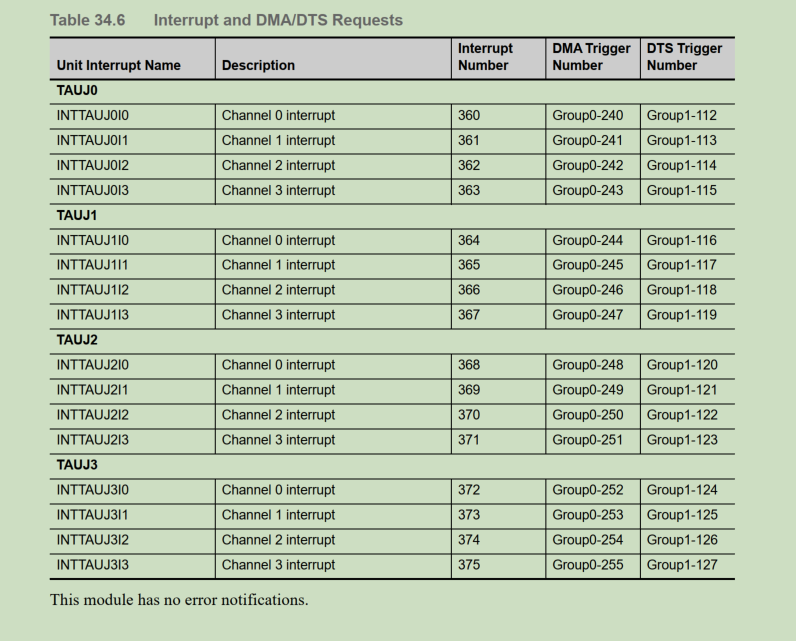 Table 34.6 Interrupt and DMA/DTS Requests
Unit Interrupt Name Description Interrupt Number DMA Trigger Number DTS Trigger Number
TAUJ0
INTTAUJ0I0 Channel 0 interrupt 360 Group0-240 Group1-112
INTTAUJ0I1 Channel 1 interrupt 361 Group0-241 Group1-113
INTTAUJ0I2 Channel 2 interrupt 362 Group0-242 Group1-114
INTTAUJ0I3 Channel 3 interrupt 363 Group0-243 Group1-115
TAUJ1
INTTAUJ1I0 Channel 0 interrupt 364 Group0-244 Group1-116
INTTAUJ1I1 Channel 1 interrupt 365 Group0-245 Group1-117
INTTAUJ1I2 Channel 2 interrupt 366 Group0-246 Group1-118
INTTAUJ1I3 Channel 3 interrupt 367 Group0-247 Group1-119
TAUJ2
INTTAUJ2I0 Channel 0 interrupt 368 Group0-248 Group1-120
INTTAUJ2I1 Channel 1 interrupt 369 Group0-249 Group1-121
INTTAUJ2I2 Channel 2 interrupt 370 Group0-250 Group1-122
INTTAUJ2I3 Channel 3 interrupt 371 Group0-251 Group1-123
TAUJ3
INTTAUJ3I0 Channel 0 interrupt 372 Group0-252 Group1-124
INTTAUJ3I1 Channel 1 interrupt 373 Group0-253 Group1-125
INTTAUJ3I2 Channel 2 interrupt 374 Group0-254 Group1-126
INTTAUJ3I3 Channel 3 interrupt 375 Group0-255 Group1-127
This module has no error notifications.